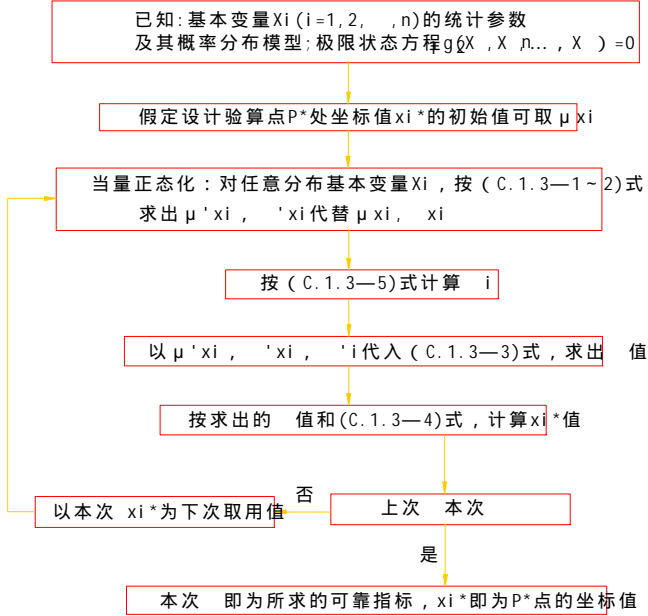 已知:基本变量Xi(i=1,2, ,n)的统计参数
及其概率分布模型;极限状态方程g(X ,X ,…,X )=0
假定设计验算点P*处坐标值xi*的初始值可取μxi
当量正态化:对任意分布基本变量Xi,按(C.1.3—1~2)式
求出μ'xi, 'xi代替μxi, xi
按(C.1.3—5)式计算 i
以μ'xi, 'xi, 'i代入(C.1.3—3)式,求出 值
按求出的 值和(C.1.3—4)式,计算xi*值
否
以本次 xi*为下次取用值
上次 本次
是
本次 即为所求的可靠指标,xi*即为P*点的坐标值